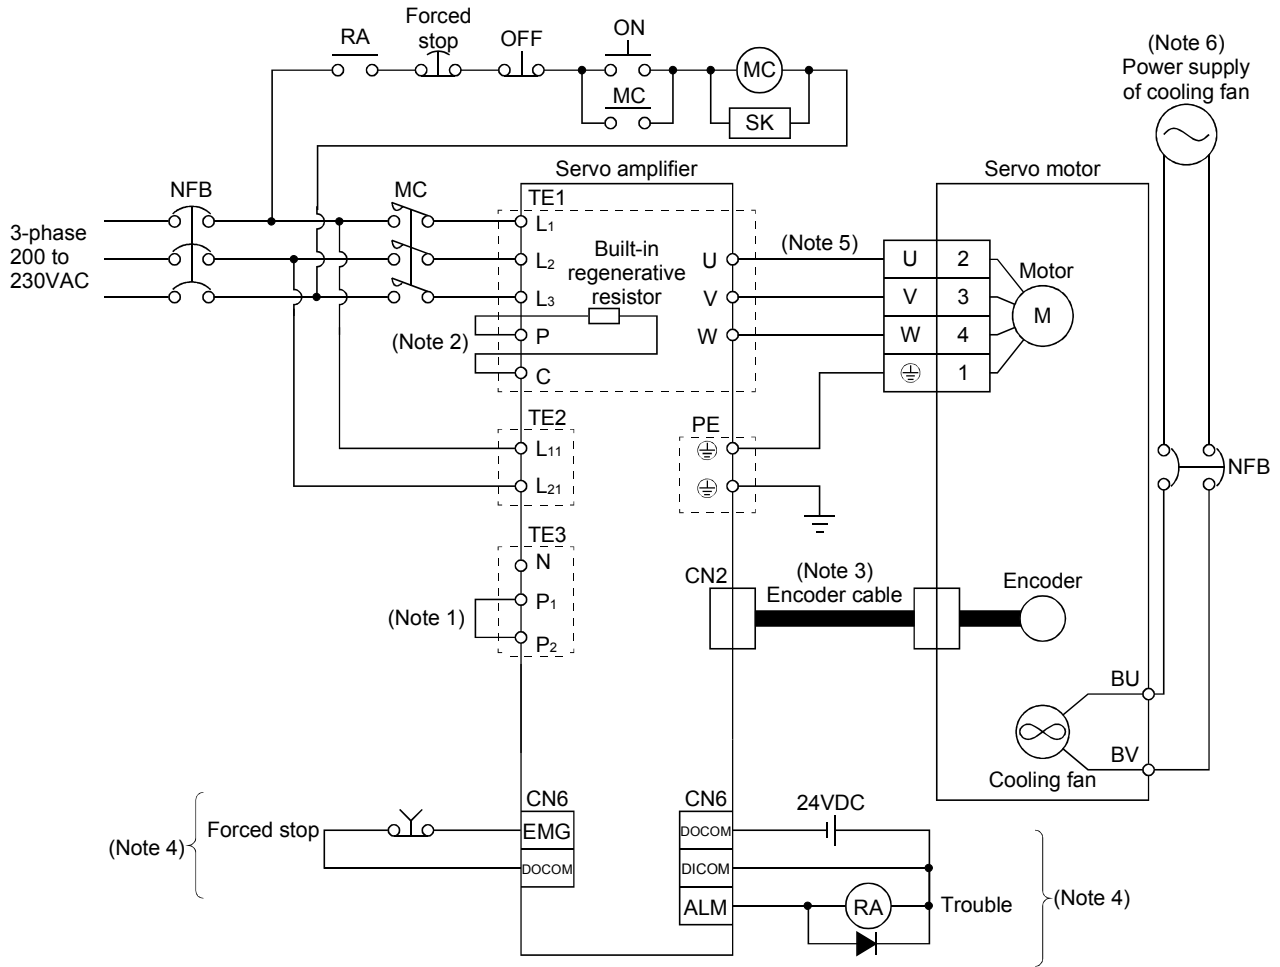 Forced
stop
RA
OFF
ON
MC
MC
SK
(Note 6)
Power supply
of cooling fan
Servo amplifier
Servo motor
NFB
MC
TE1
3-phase
200 to
230VAC
L1
L2
L3
Built-in
regenerative
resistor
(Note 2)
P
C
U
V
W
(Note 5)
U 2
V 3
W 4
1
Motor
M
TE2
L11
L21
PE
NFB
TE3
N
P1
P2
(Note 1)
CN2
(Note 3)
Encoder cable
Encoder
BU
BV
Cooling fan
(Note 4)
Forced stop
CN6
EMG
DOCOM
CN6
DOCOM
DICOM
ALM
24VDC
RA
Trouble
(Note 4)